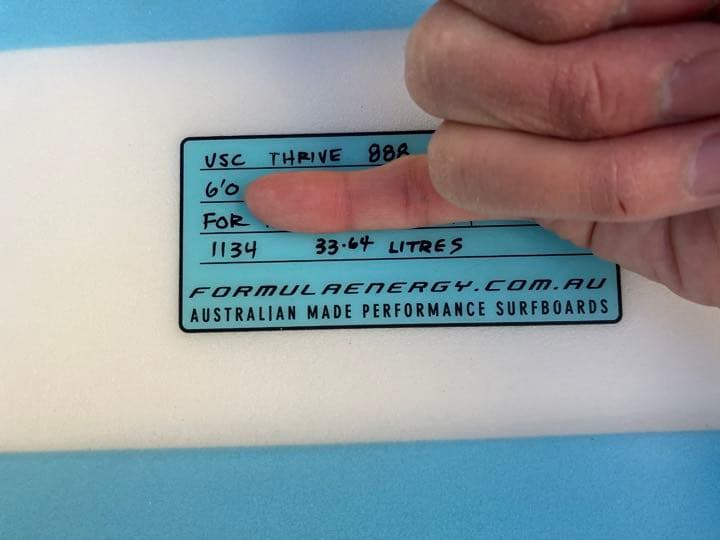 USC THRIVE 888
6'0
FOR
1134 33.64 LITRES
FORMULAENERGY.COM.AU
AUSTRALIAN MADE PERFORMANCE SURFBOARDS